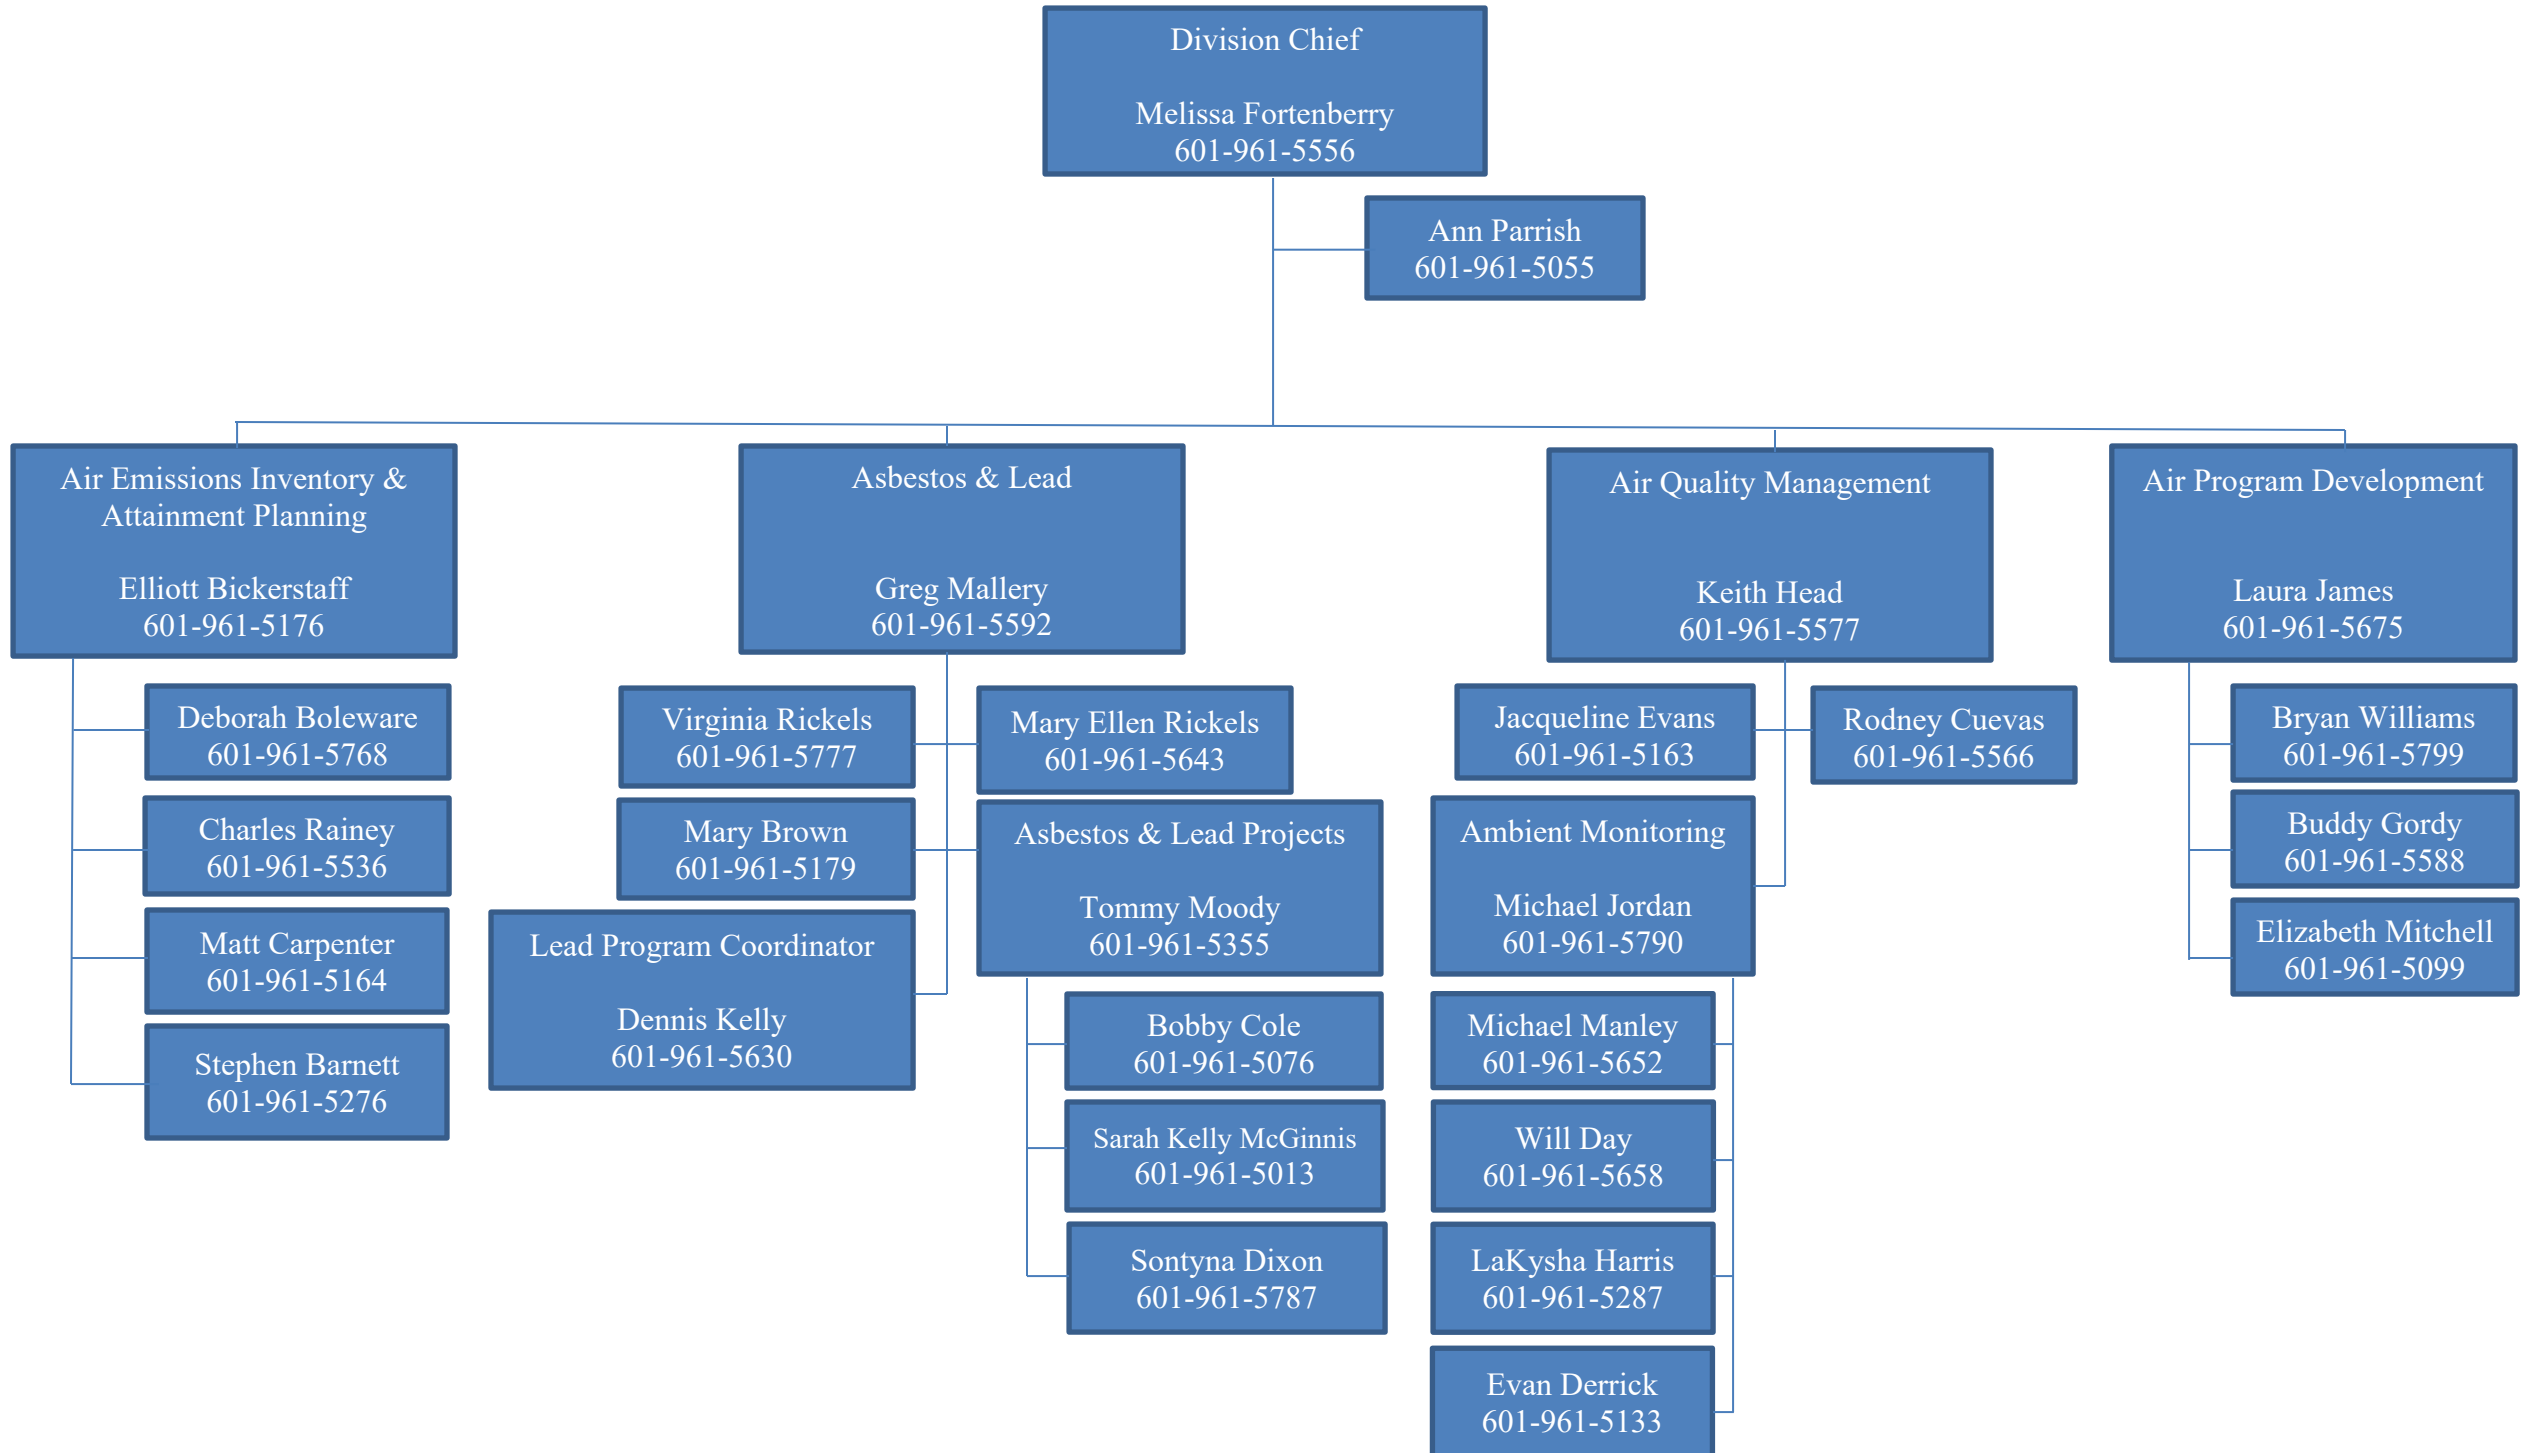 Division Chief
Melissa Fortenberry
601-961-5556
Ann Parrish
601-961-5055
Air Emissions Inventory &
Attainment Planning
Elliott Bickerstaff
601-961-5176
Deborah Boleware
601-961-5768
Charles Rainey
601-961-5536
Matt Carpenter
601-961-5164
Stephen Barnett
601-961-5276
Asbestos & Lead
Greg Mallery
601-961-5592
Virginia Rickels
601-961-5777
Mary Ellen Rickels
601-961-5643
Mary Brown
601-961-5179
Lead Program Coordinator
Dennis Kelly
601-961-5630
Asbestos & Lead Projects
Tommy Moody
601-961-5355
Bobby Cole
601-961-5076
Sarah Kelly McGinnis
601-961-5013
Sontyna Dixon
601-961-5787
Air Quality Management
Keith Head
601-961-5577
Jacqueline Evans
601-961-5163
Rodney Cuevas
601-961-5566
Ambient Monitoring
Michael Jordan
601-961-5790
Michael Manley
601-961-5652
Will Day
601-961-5658
LaKysha Harris
601-961-5287
Evan Derrick
601-961-5133
Air Program Development
Laura James
601-961-5675
Bryan Williams
601-961-5799
Buddy Gordy
601-961-5588
Elizabeth Mitchell
601-961-5099